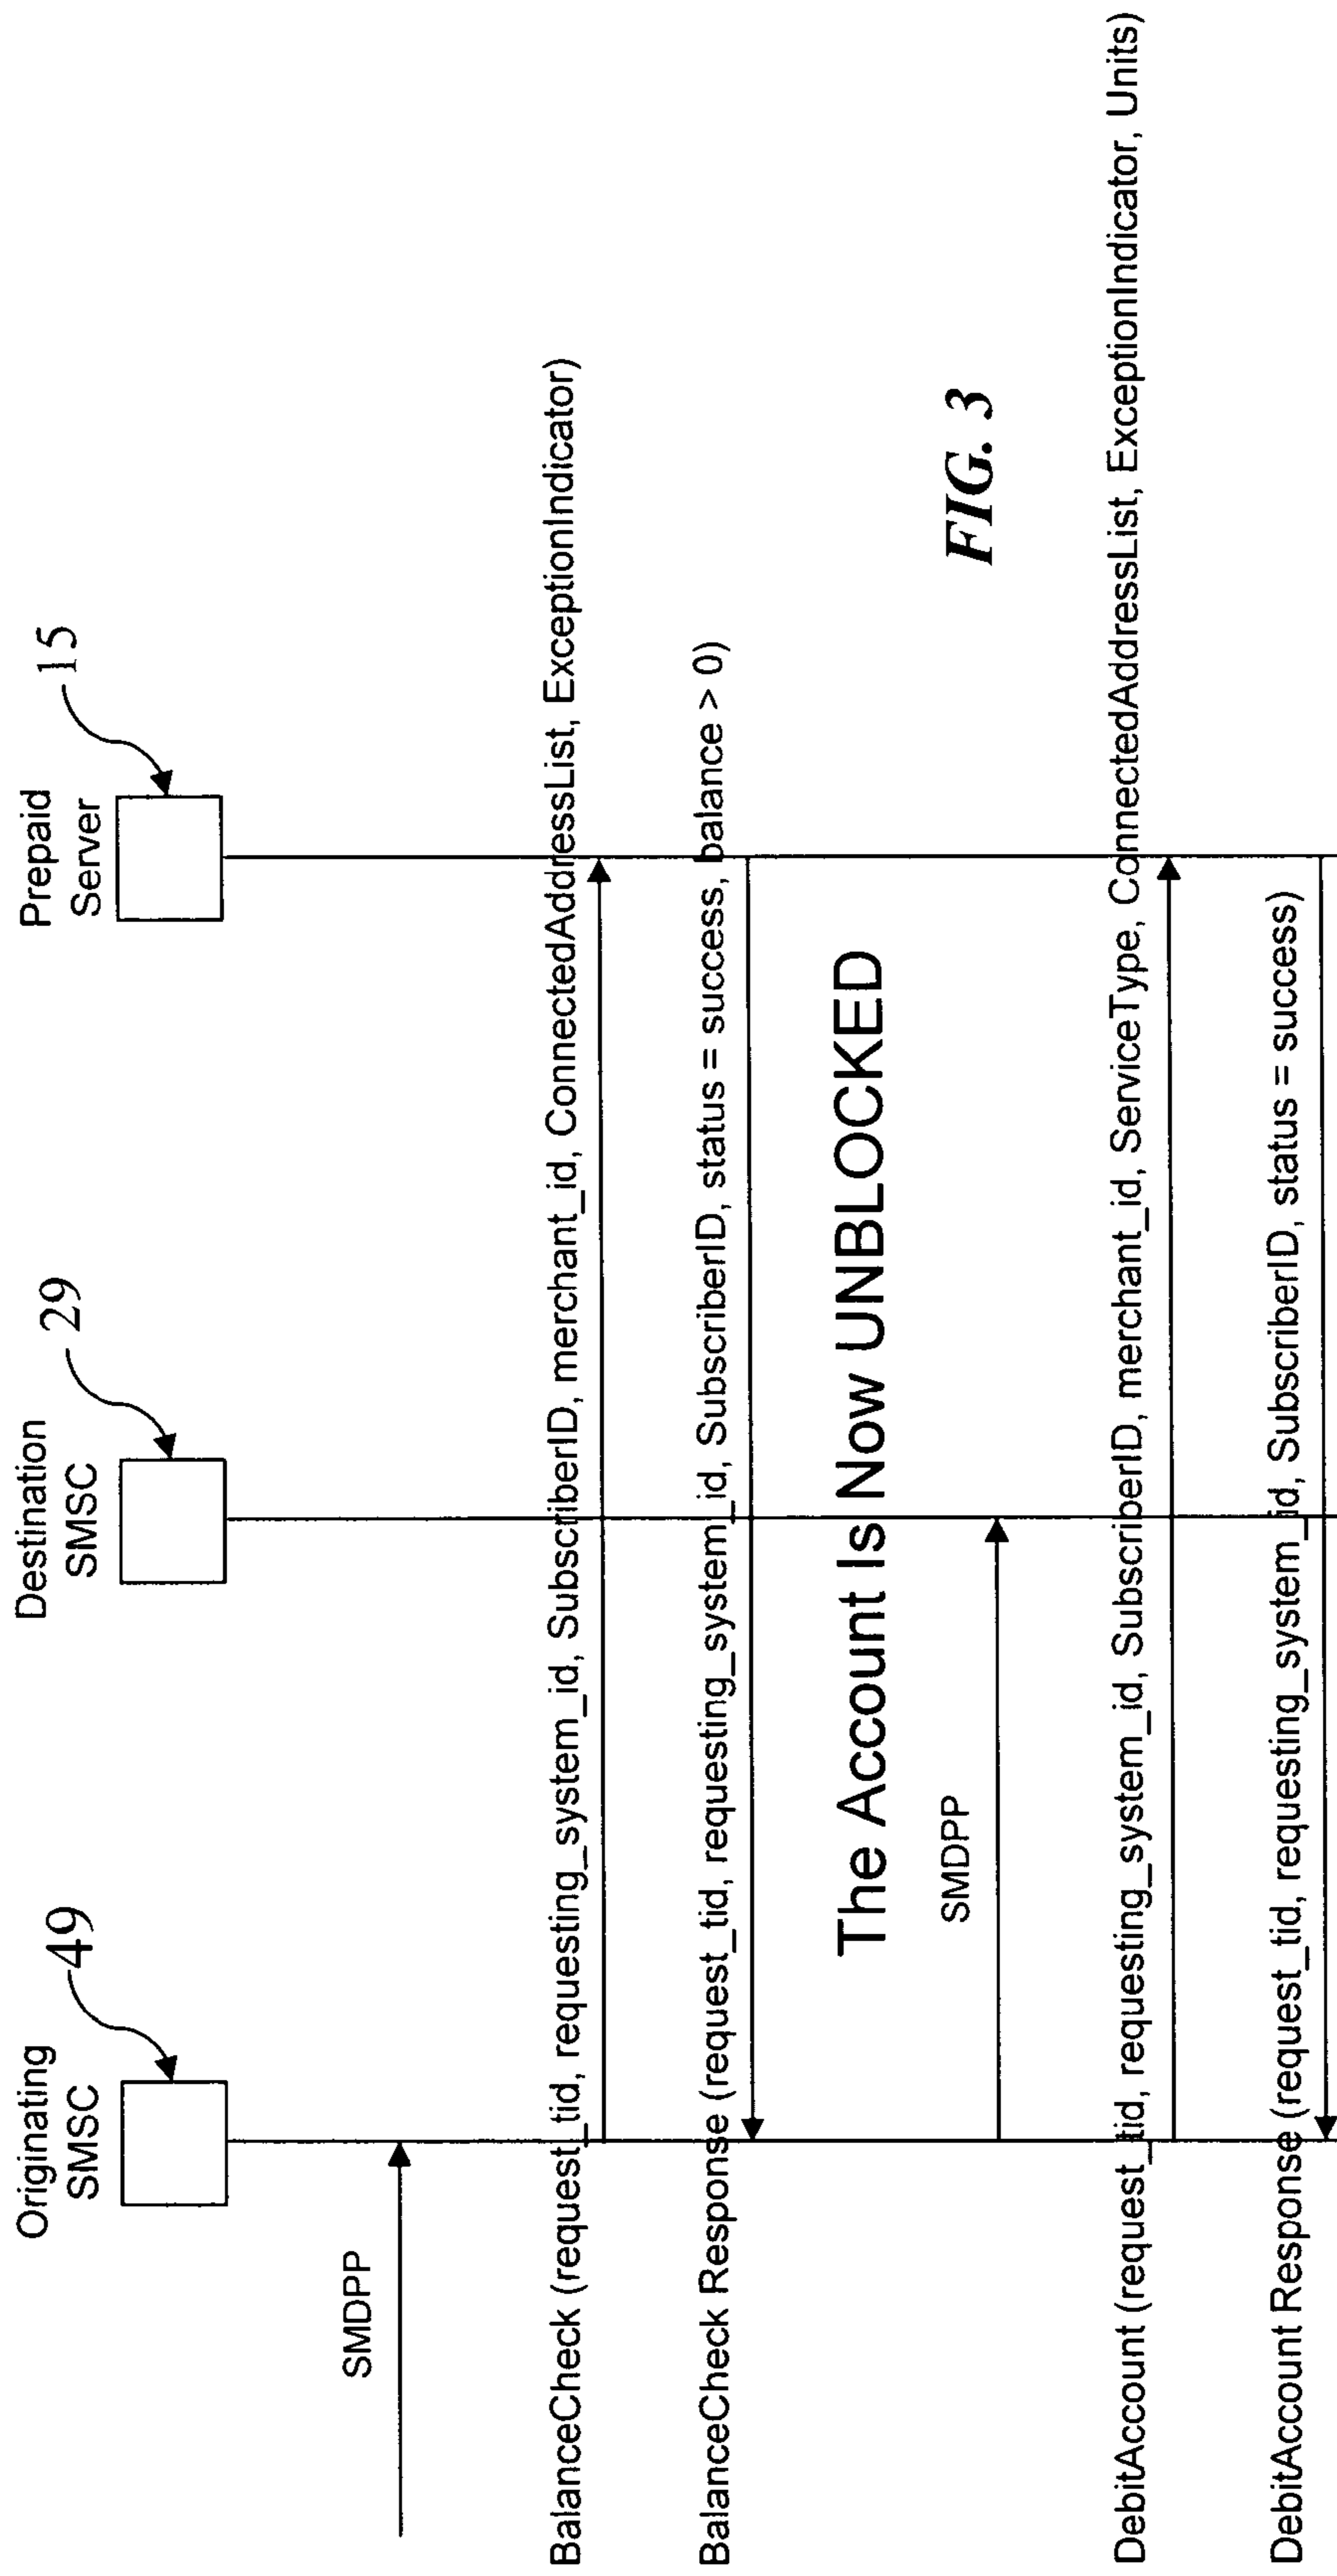 Originating
SMSC
49
Destination
SMSC
29
Prepaid
Server
15
SMDPP
BalanceCheck (request_tid, requesting_system_id, SubscriberID, merchant_id, ConnectedAddressList, ExceptionIndicator)
BalanceCheck Response (request_tid, requesting_system_id, SubscriberID, status = success, balance > 0)
The Account Is Now UNBLOCKED
SMDPP
FIG. 3
DebitAccount (request_tid, requesting_system_id, SubscriberID, merchant_id, ServiceType, ConnectedAddressList, ExceptionIndicator, Units)
DebitAccount Response (request_tid, requesting_system_id, SubscriberID, status = success)